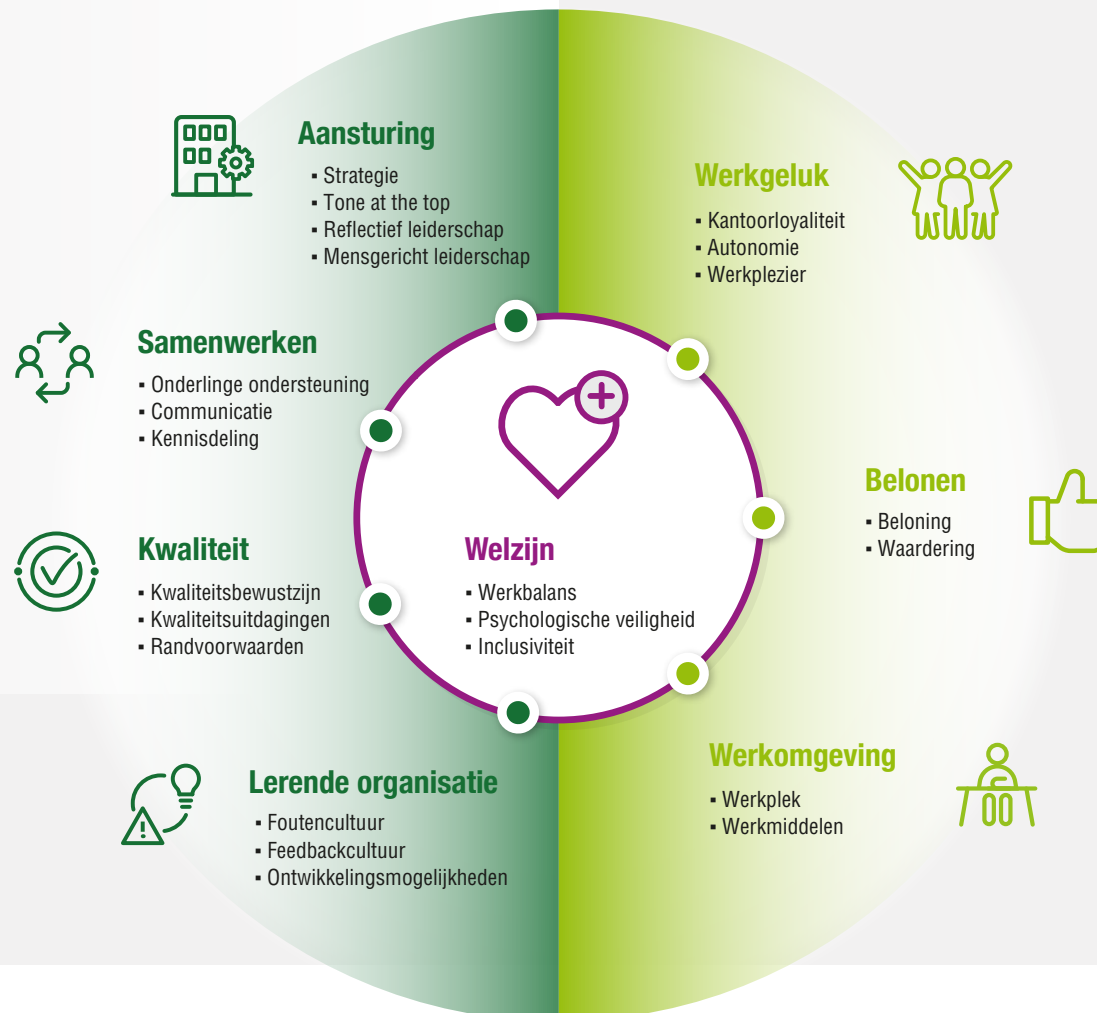 Aansturing
▪ Strategie
▪ Tone at the top
▪ Reflectief leiderschap
▪ Mensgericht leiderschap
Werkgeluk
▪ Kantoorloyaliteit
▪ Autonomie
▪ Werkplezier
Samenwerken
▪ Onderlinge ondersteuning
▪ Communicatie
▪ Kennisdeling
Belonen
▪ Beloning
▪ Waardering
Kwaliteit
▪ Kwaliteitsbewustzijn
▪ Kwaliteitsuitdagingen
▪ Randvoorwaarden
Welzijn
▪ Werkbalans
▪ Psychologische veiligheid
▪ Inclusiviteit
Lerende organisatie
▪ Foutencultuur
▪ Feedbackcultuur
▪ Ontwikkelingsmogelijkheden
Werkomgeving
▪ Werkplek
▪ Werkmiddelen